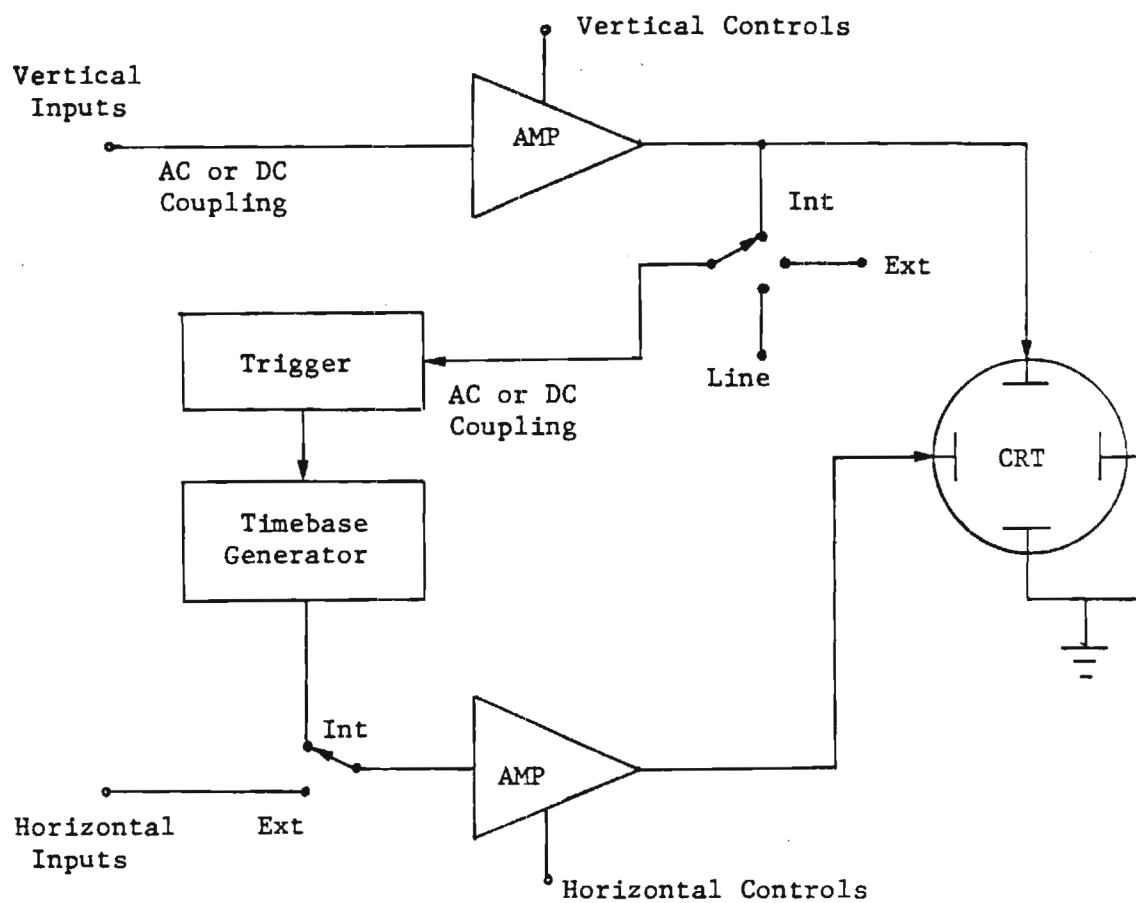 Vertical Controls
Vertical
Inputs
AMP
AC or DC
Coupling
Int
Ext
Trigger
Line
AC or DC
Coupling
CRT
Timebase
Generator
Int
AMP
Horizontal
Inputs
Ext
Horizontal Controls